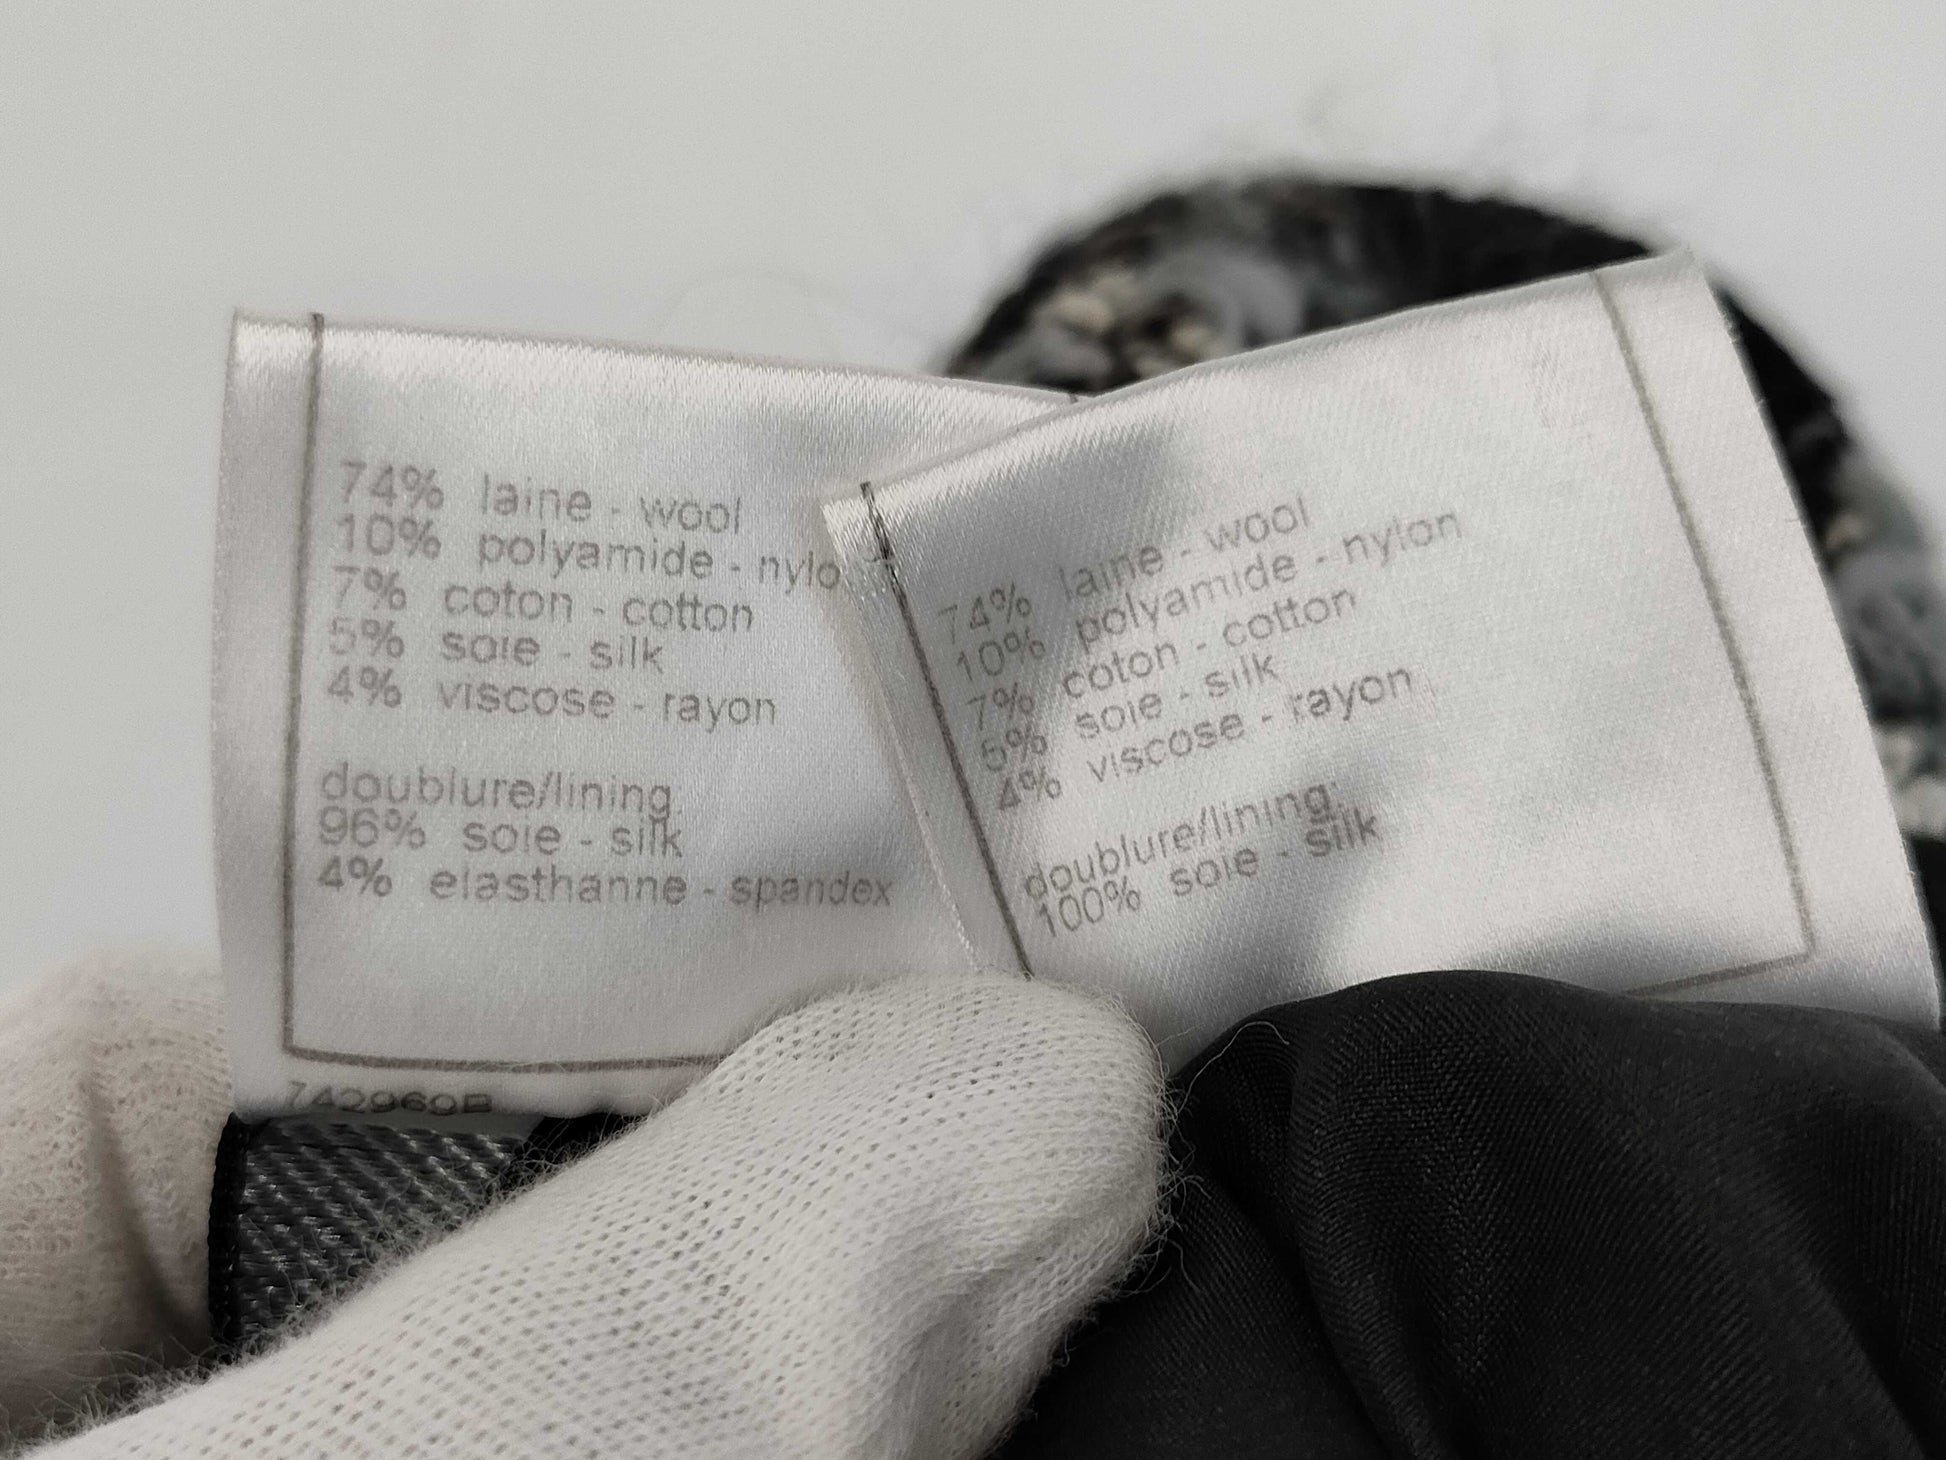 74% laine - wool
10% polyamide - nylo
7% coton - cotton
5% soie - silk
4% viscose - rayon
doublure/lining:
96% soie - silk
4% elasthanne - spandex
742960B
74% laine - wool
10% polyamide - nylon
7% coton - cotton
5% soie - silk
4% viscose - rayon
doublure/lining:
100% soie - silk